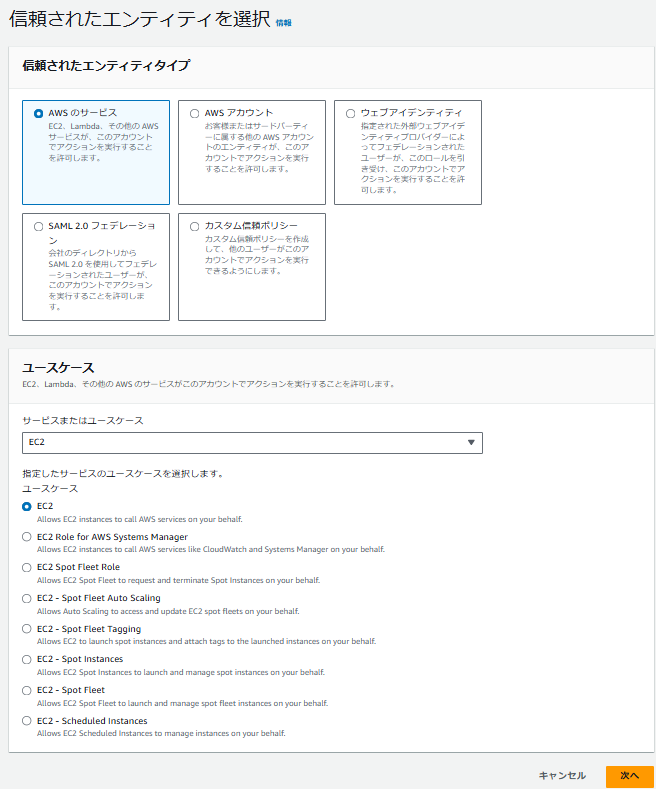 信頼されたエンティティを選択 情報
信頼されたエンティティタイプ
AWS のサービス
EC2、Lambda、その他の AWS
サービスが、このアカウント
でアクションを実行すること
を許可します。
AWS アカウント
お客様またはサードパーティ
ーに属する他の AWS アカウン
トのエンティティが、このア
カウントでアクションを実行
することを許可します。
ウェブアイデンティティ
指定された外部ウェブアイデ
ンティティプロバイダーによ
ってフェデレーションされた
ユーザーが、このロールを引
き受け、このアカウントでア
クションを実行することを許
可します。
SAML 2.0 フェデレーショ
ン
会社のディレクトリから
SAML 2.0 を使用してフェデレ
ーションされたユーザーが、
このアカウントでアクション
を実行することを許可しま
す。
カスタム信頼ポリシー
カスタム信頼ポリシーを作成
して、他のユーザーがこのア
カウントでアクションを実行
できるようにします。
ユースケース
EC2、Lambda、その他の AWS のサービスがこのアカウントでアクションを実行することを許可します。
サービスまたはユースケース
EC2
指定したサービスのユースケースを選択します。
ユースケース
EC2
Allows EC2 instances to call AWS services on your behalf.
EC2 Role for AWS Systems Manager
Allows EC2 instances to call AWS services like CloudWatch and Systems Manager on your behalf.
EC2 Spot Fleet Role
Allows EC2 Spot Fleet to request and terminate Spot Instances on your behalf.
EC2 - Spot Fleet Auto Scaling
Allows Auto Scaling to access and update EC2 spot fleets on your behalf.
EC2 - Spot Fleet Tagging
Allows EC2 to launch spot instances and attach tags to the launched instances on your behalf.
EC2 - Spot Instances
Allows EC2 Spot Instances to launch and manage spot instances on your behalf.
EC2 - Spot Fleet
Allows EC2 Spot Fleet to launch and manage spot fleet instances on your behalf.
EC2 - Scheduled Instances
Allows EC2 Scheduled Instances to manage instances on your behalf.
キャンセル
次へ